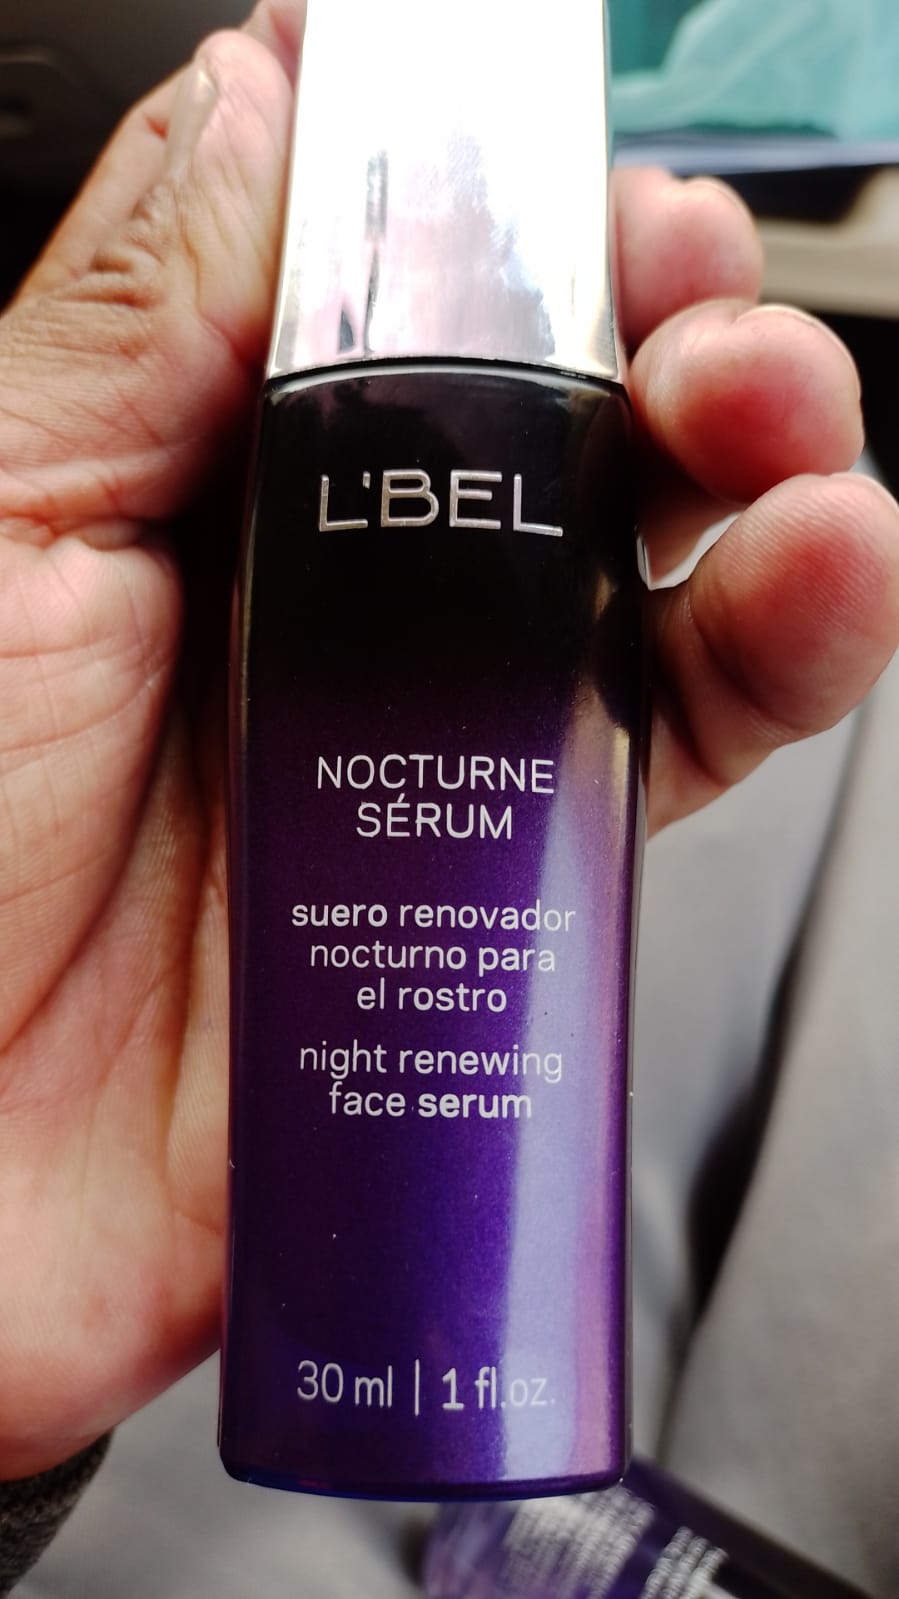 L'BEL
NOCTURNE
SÉRUM
suero renovador
nocturno para
el rostro
night renewing
face serum
30 ml | 1 fl.oz.